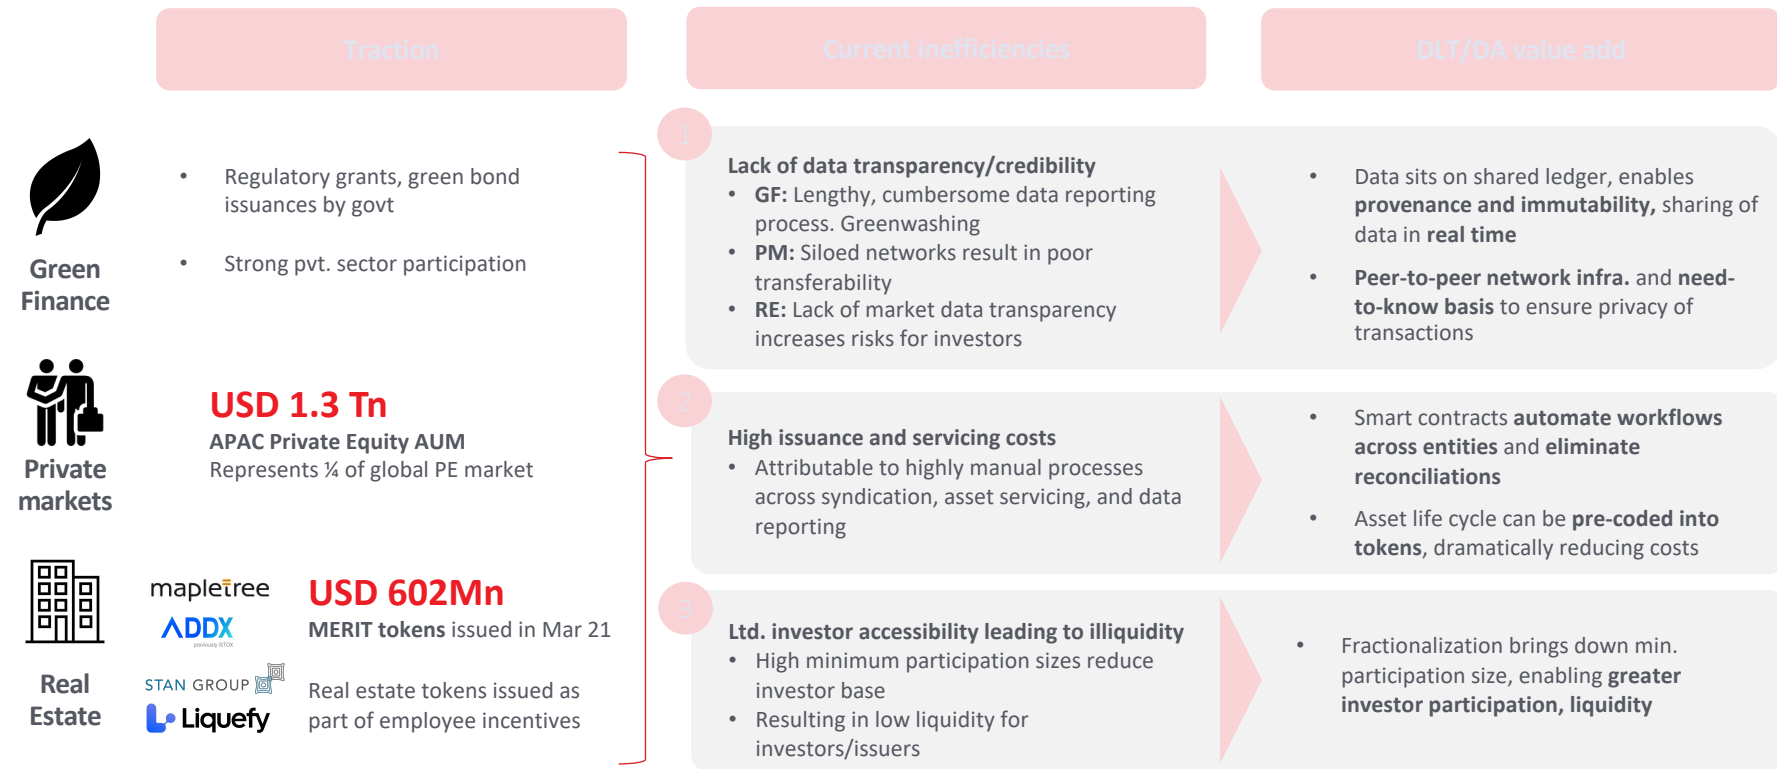 Traction
Current inefficiencies
DLT/DA value add
Green
Finance
• Regulatory grants, green bond
issuances by govt
• Strong pvt. sector participation
1
Lack of data transparency/credibility
• GF: Lengthy, cumbersome data reporting
process. Greenwashing
• PM: Siloed networks result in poor
transferability
• RE: Lack of market data transparency
increases risks for investors
• Data sits on shared ledger, enables
provenance and immutability, sharing of
data in real time
• Peer-to-peer network infra. and need-
to-know basis to ensure privacy of
transactions
Private
markets
USD 1.3 Tn
APAC Private Equity AUM
Represents ¼ of global PE market
2
High issuance and servicing costs
• Attributable to highly manual processes
across syndication, asset servicing, and data
reporting
• Smart contracts automate workflows
across entities and eliminate
reconciliations
• Asset life cycle can be pre-coded into
tokens, dramatically reducing costs
Real
Estate
mapletree
ADDX
previously iSTOX
USD 602Mn
MERIT tokens issued in Mar 21
STAN GROUP
Liquefy
Real estate tokens issued as
part of employee incentives
3
Ltd. investor accessibility leading to illiquidity
• High minimum participation sizes reduce
investor base
• Resulting in low liquidity for
investors/issuers
• Fractionalization brings down min.
participation size, enabling greater
investor participation, liquidity